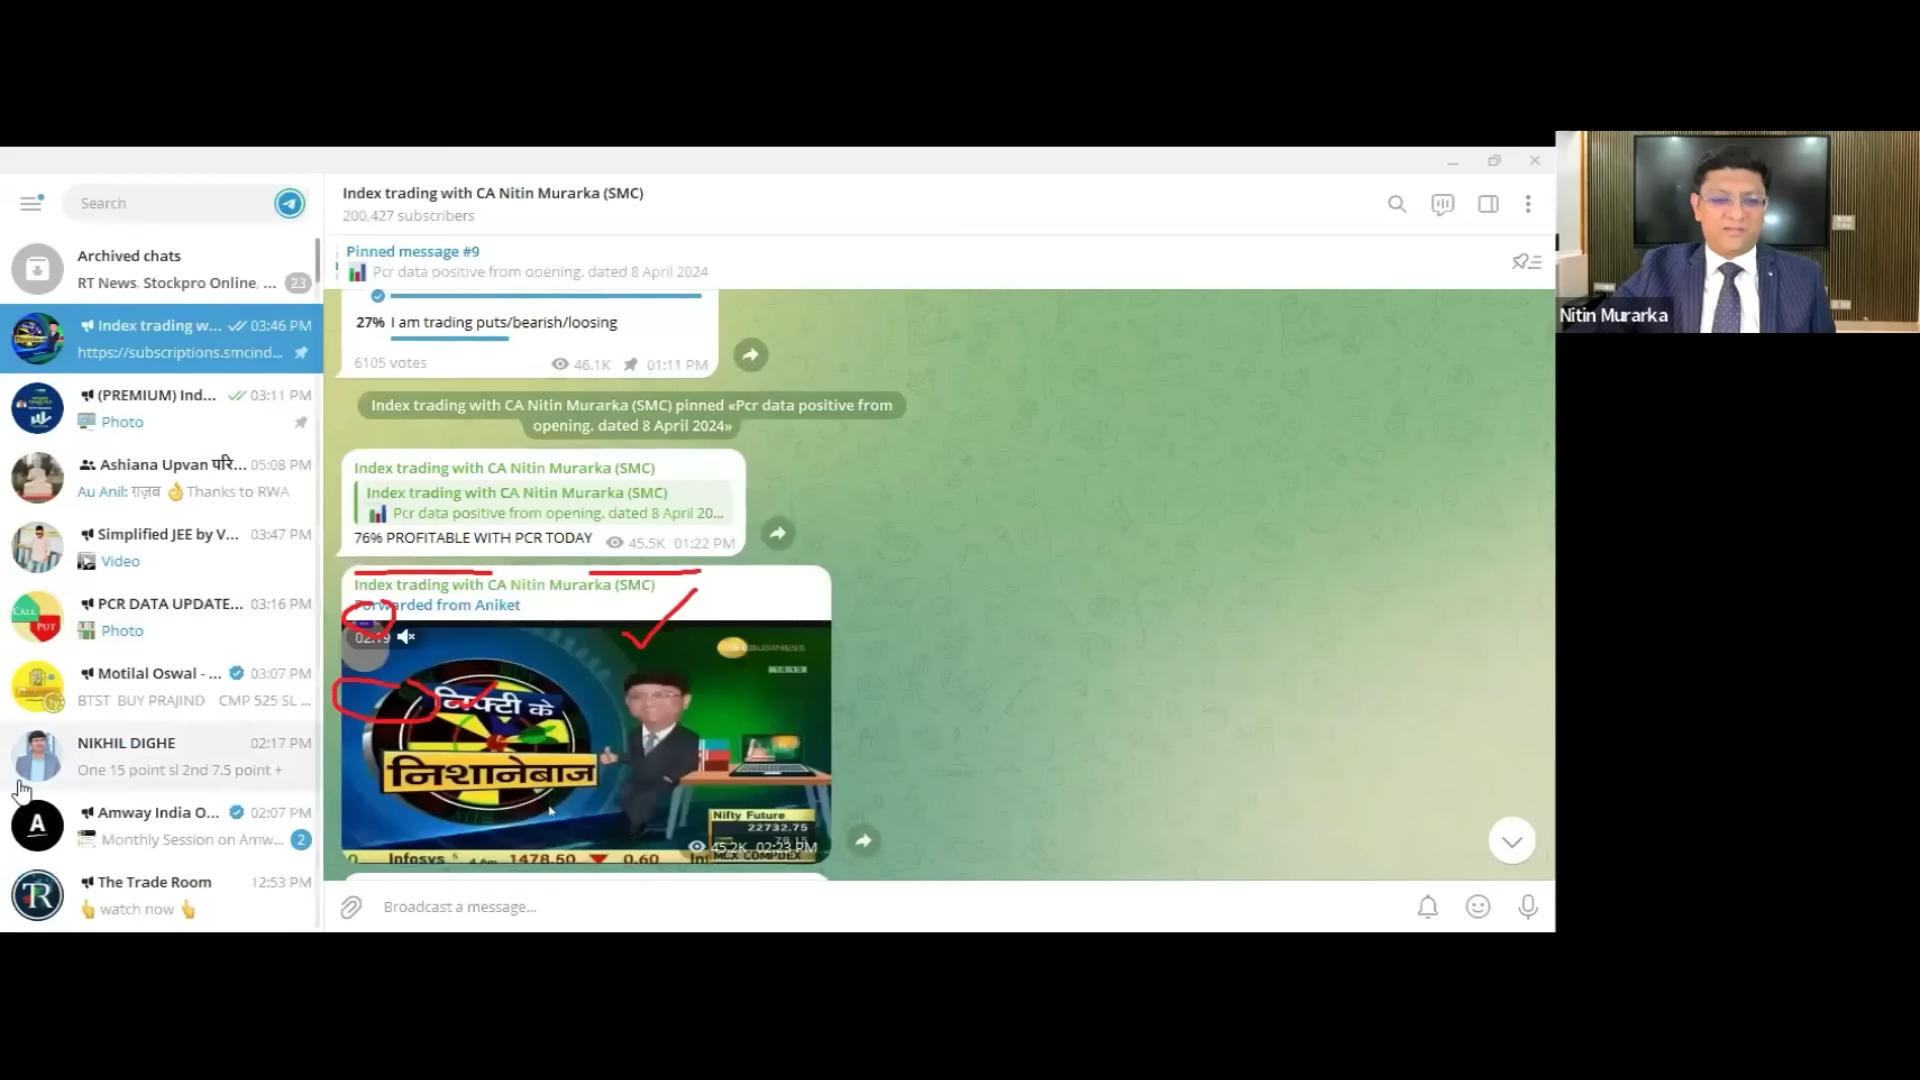 Search
Archived chats
RT News, Stockpro Online, ... 23
Index trading w... 03:46 PM
https://subscriptions.smcind...
(PREMIUM) Ind... 03:11 PM
Photo
Ashiana Upvan परि... 05:08 PM
Au Anil: ग़ज़ब 👌Thanks to RWA
Simplified JEE by V... 03:47 PM
Video
CALL
PUT
PCR DATA UPDATE... 03:16 PM
Photo
Motilal Oswal - ... 03:07 PM
BTST BUY PRAJIND CMP 525 SL ...
NIKHIL DIGHE 02:17 PM
One 15 point sl 2nd 7.5 point +
A
Amway India O... 02:07 PM
Monthly Session on Amw... 2
TR
The Trade Room 12:53 PM
👆 watch now 👆
Index trading with CA Nitin Murarka (SMC)
200,427 subscribers
Pinned message #9
📊 Pcr data positive from opening. dated 8 April 2024
27% I am trading puts/bearish/loosing
6105 votes 46.1K 01:11 PM
Index trading with CA Nitin Murarka (SMC) pinned «Pcr data positive from
opening. dated 8 April 2024»
Index trading with CA Nitin Murarka (SMC)
Index trading with CA Nitin Murarka (SMC)
📊 Pcr data positive from opening. dated 8 April 20...
76% PROFITABLE WITH PCR TODAY 45.5K 01:22 PM
Index trading with CA Nitin Murarka (SMC)
Forwarded from Aniket
02:19
14:13
निफ्टी के
निशानेबाज
Nifty Future
22732.75
45.2K 02:23 PM
Infosys 1478.50 0.60
MCX COMPDEX
Broadcast a message...
Nitin Murarka